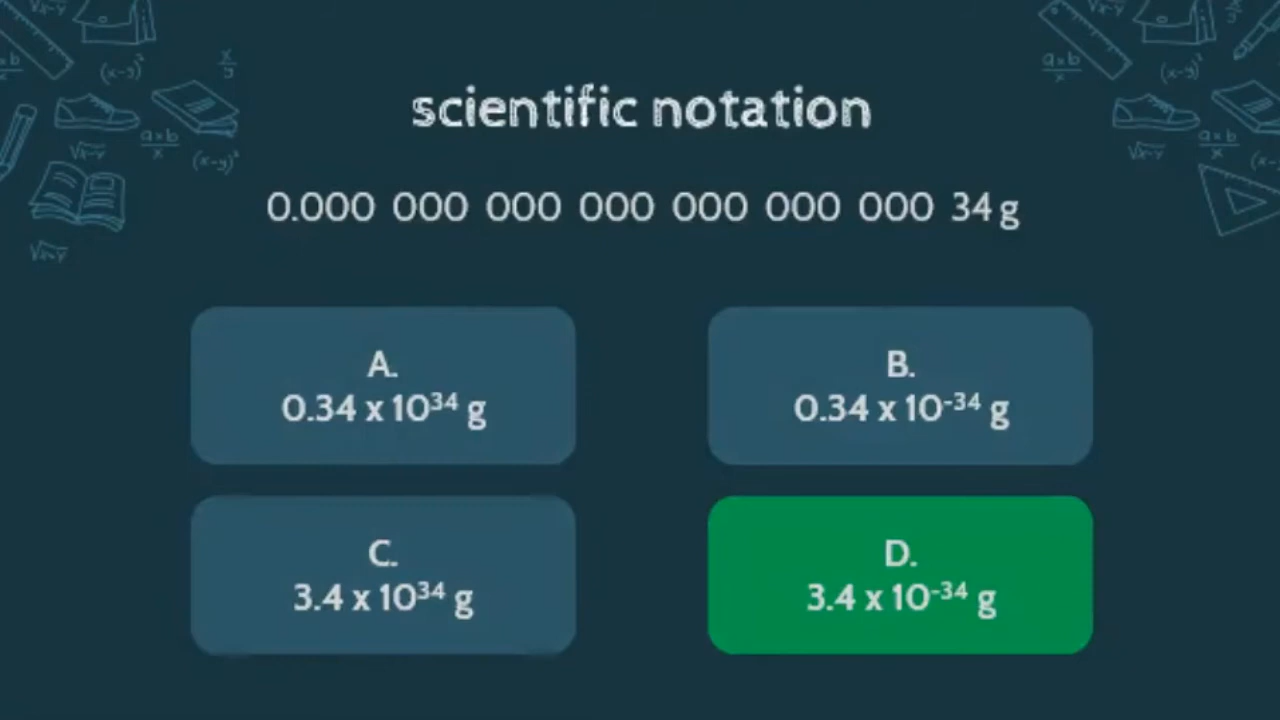 scientific notation
0.000 000 000 000 000 000 000 34 g
A.
0.34 x 10³⁴ g
B.
0.34 x 10⁻³⁴ g
C.
3.4 x 10³⁴ g
D.
3.4 x 10⁻³⁴ g